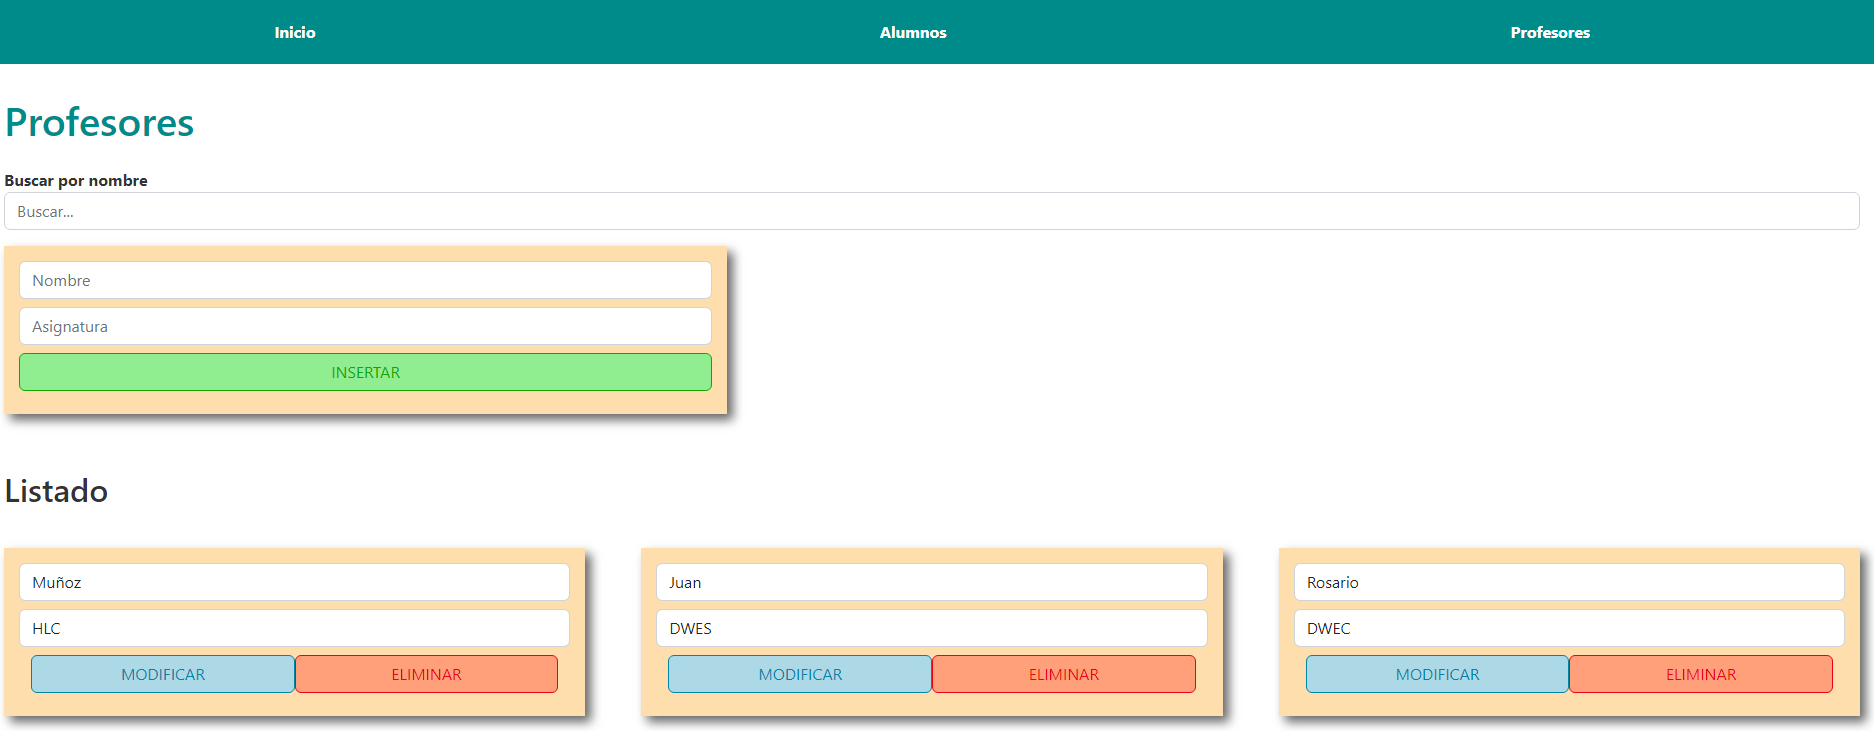 Inicio Alumnos Profesores
Profesores
Buscar por nombre
Buscar...
Nombre
Asignatura
INSERTAR
Listado
Muñoz
HLC
MODIFICAR ELIMINAR
Juan
DWES
MODIFICAR ELIMINAR
Rosario
DWEC
MODIFICAR ELIMINAR